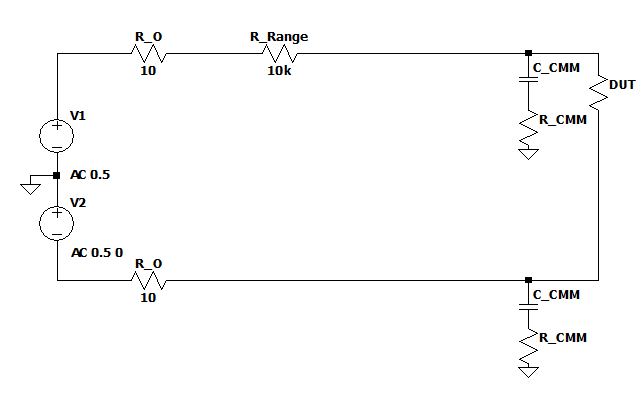 R_O
10
R_Range
10k
C_CMM
DUT
R_CMM
V1
AC 0.5
V2
AC 0.5 0
R_O
10
C_CMM
R_CMM